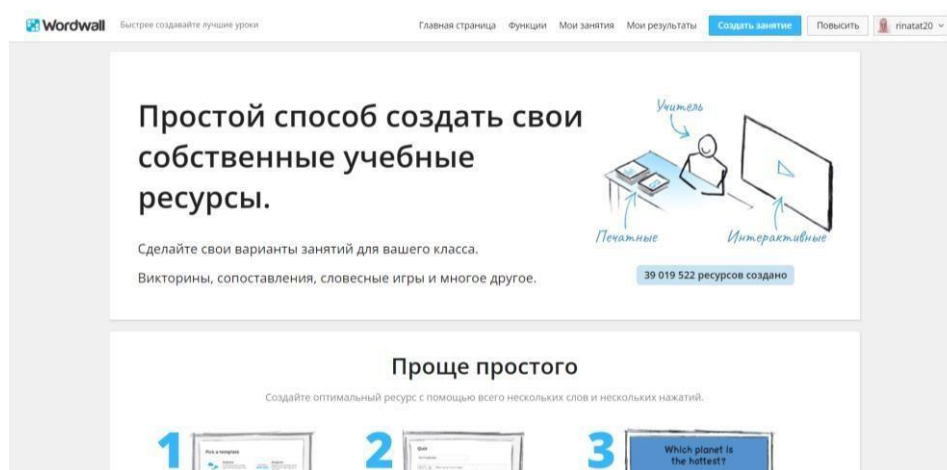 Wordwall Быстрее создавайте лучшие уроки Главная страница Функции Мои занятия Мои результаты Создать занятие Повысить rinatat20
Простой способ создать свои
собственные учебные
ресурсы.
Сделайте свои варианты занятий для вашего класса.
Викторины, сопоставления, словесные игры и многое другое.
Учитель
Печатные
Интерактивные
39 019 522 ресурсов создано
Проще простого
Создайте оптимальный ресурс с помощью всего нескольких слов и нескольких нажатий.
1 2 3
Pick a template
Quiz
Which planet is
the hottest?